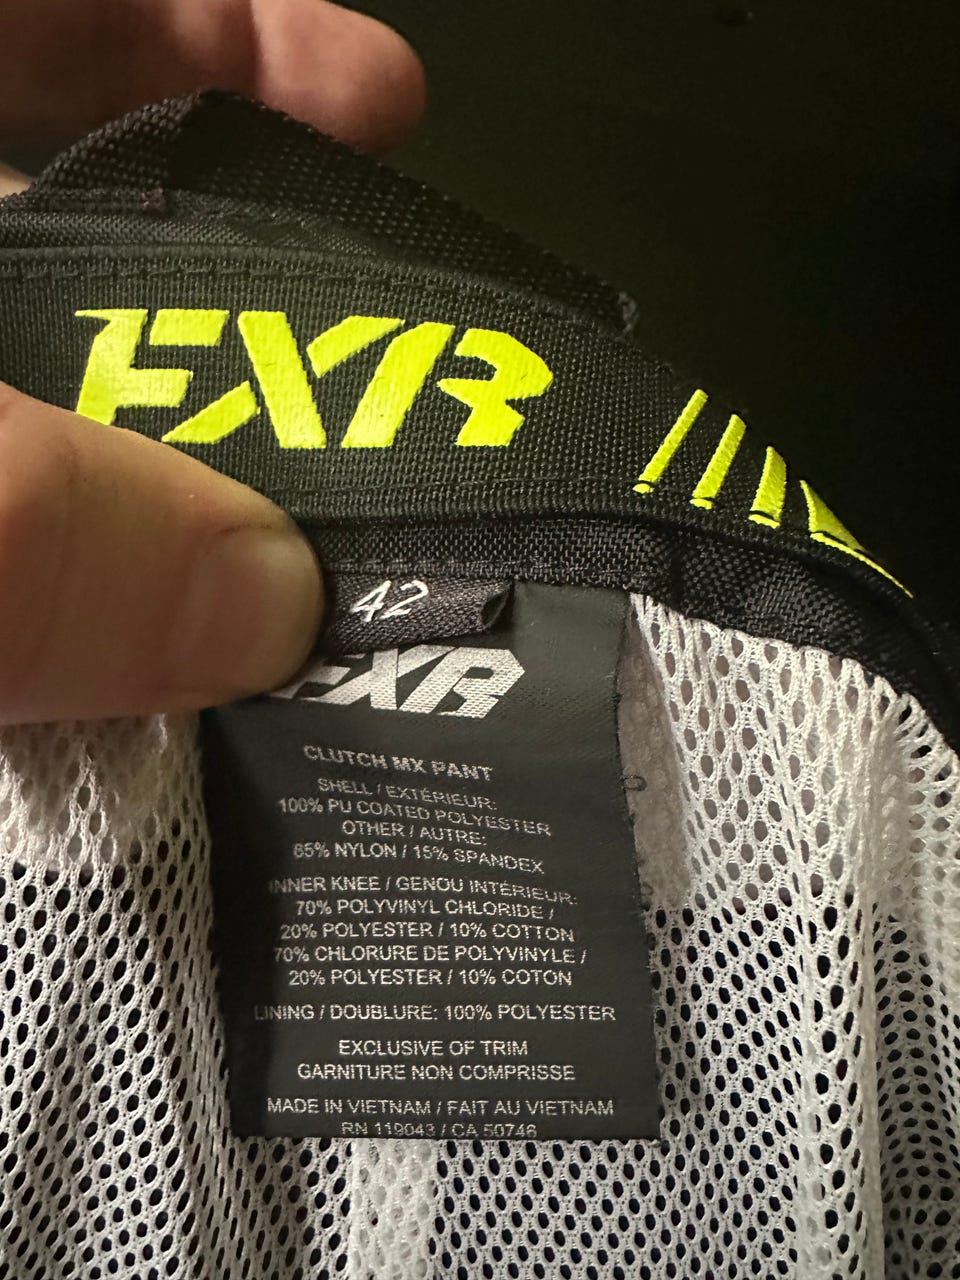 FXR
42
FXR
CLUTCH MX PANT
SHELL / EXTÉRIEUR:
100% PU COATED POLYESTER
OTHER / AUTRE:
85% NYLON / 15% SPANDEX
INNER KNEE / GENOU INTÉRIEUR:
70% POLYVINYL CHLORIDE /
20% POLYESTER / 10% COTTON
70% CHLORURE DE POLYVINYLE /
20% POLYESTER / 10% COTON
LINING / DOUBLURE: 100% POLYESTER
EXCLUSIVE OF TRIM
GARNITURE NON COMPRISSE
MADE IN VIETNAM / FAIT AU VIETNAM
RN 119043 / CA 50746